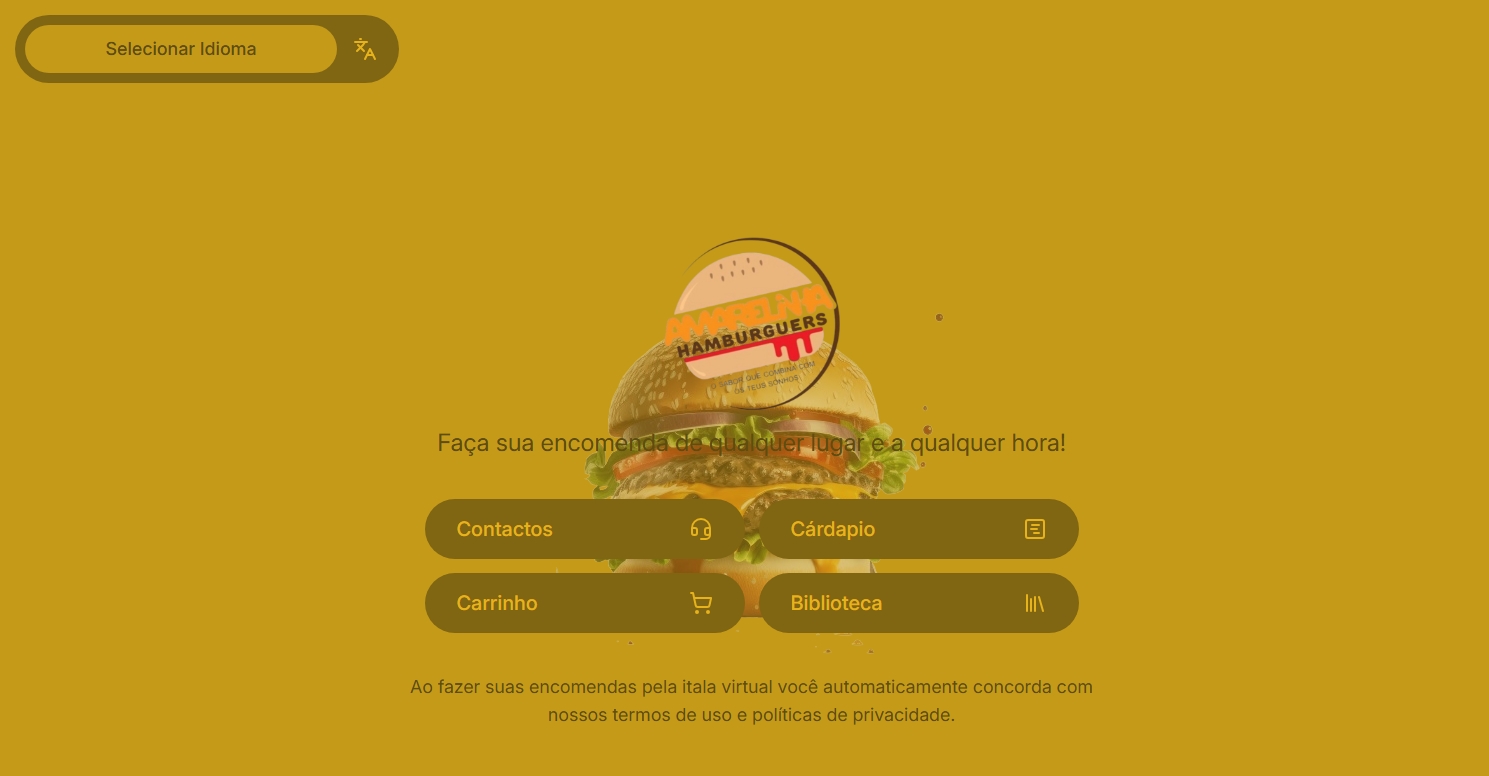 Selecionar Idioma
AMARELINHA
HAMBURGUERS
O SABOR QUE COMBINA COM
OS TEUS SONHOS
Faça sua encomenda de qualquer lugar e a qualquer hora!
Contactos
Cárdapio
Carrinho
Biblioteca
Ao fazer suas encomendas pela itala virtual você automaticamente concorda com
nossos termos de uso e políticas de privacidade.